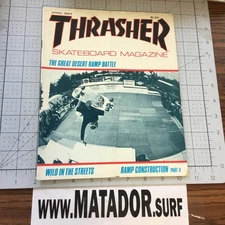 THRASHER
SKATEBOARD MAGAZINE
THE GREAT DESERT RAMP BATTLE
WILD IN THE STREETS
RAMP CONSTRUCTION PART II
WWW.MATADOR.SURF